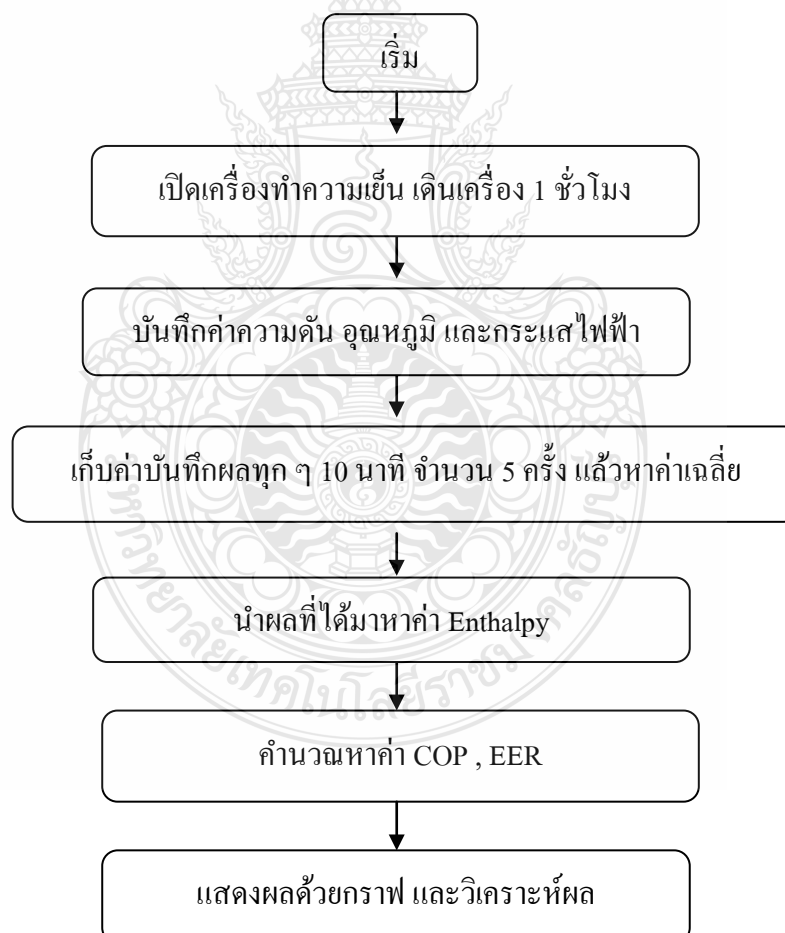 เริ่ม
เปิดเครื่องทำความเย็น เดินเครื่อง 1 ชั่วโมง
บันทึกค่าความดัน อุณหภูมิ และกระแสไฟฟ้า
เก็บค่าบันทึกผลทุก ๆ 10 นาที จำนวน 5 ครั้ง แล้วหาค่าเฉลี่ย
นำผลที่ได้มาหาค่า Enthalpy
คำนวณหาค่า COP , EER
แสดงผลด้วยกราฟ และวิเคราะห์ผล